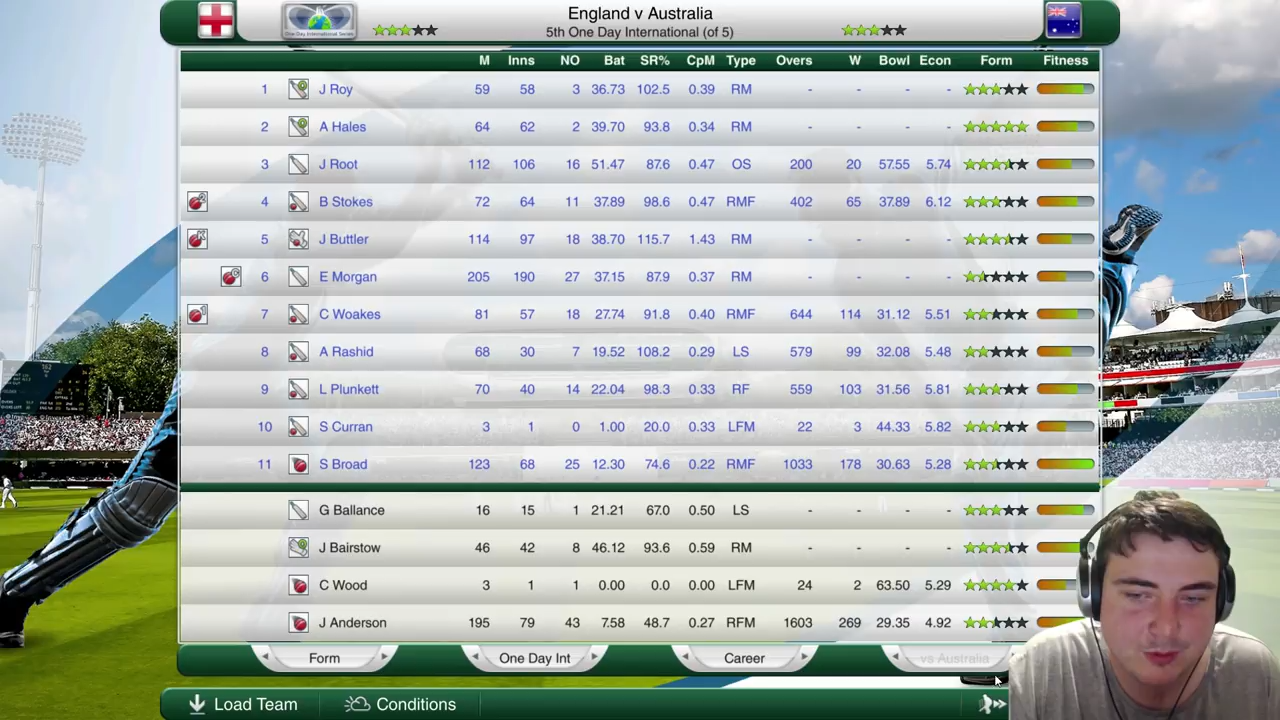 England v Australia
5th One Day International (of 5)
M Inns NO Bat SR% CpM Type Overs W Bowl Econ Form Fitness
1 J Roy 59 58 3 36.73 102.5 0.39 RM - - - -
2 A Hales 64 62 2 39.70 93.8 0.34 RM - - - -
3 J Root 112 106 16 51.47 87.6 0.47 OS 200 20 57.55 5.74
4 B Stokes 72 64 11 37.89 98.6 0.47 RMF 402 65 37.89 6.12
5 J Buttler 114 97 18 38.70 115.7 1.43 RM - - - -
6 E Morgan 205 190 27 37.15 87.9 0.37 RM - - - -
7 C Woakes 81 57 18 27.74 91.8 0.40 RMF 644 114 31.12 5.51
8 A Rashid 68 30 7 19.52 108.2 0.29 LS 579 99 32.08 5.48
9 L Plunkett 70 40 14 22.04 98.3 0.33 RF 559 103 31.56 5.81
10 S Curran 3 1 0 1.00 20.0 0.33 LFM 22 3 44.33 5.82
11 S Broad 123 68 25 12.30 74.6 0.22 RMF 1033 178 30.63 5.28
G Ballance 16 15 1 21.21 67.0 0.50 LS - - - -
J Bairstow 46 42 8 46.12 93.6 0.59 RM - - - -
C Wood 3 1 1 0.00 0.0 0.00 LFM 24 2 63.50 5.29
J Anderson 195 79 43 7.58 48.7 0.27 RFM 1603 269 29.35 4.92
Form One Day Int Career vs Australia
Load Team Conditions